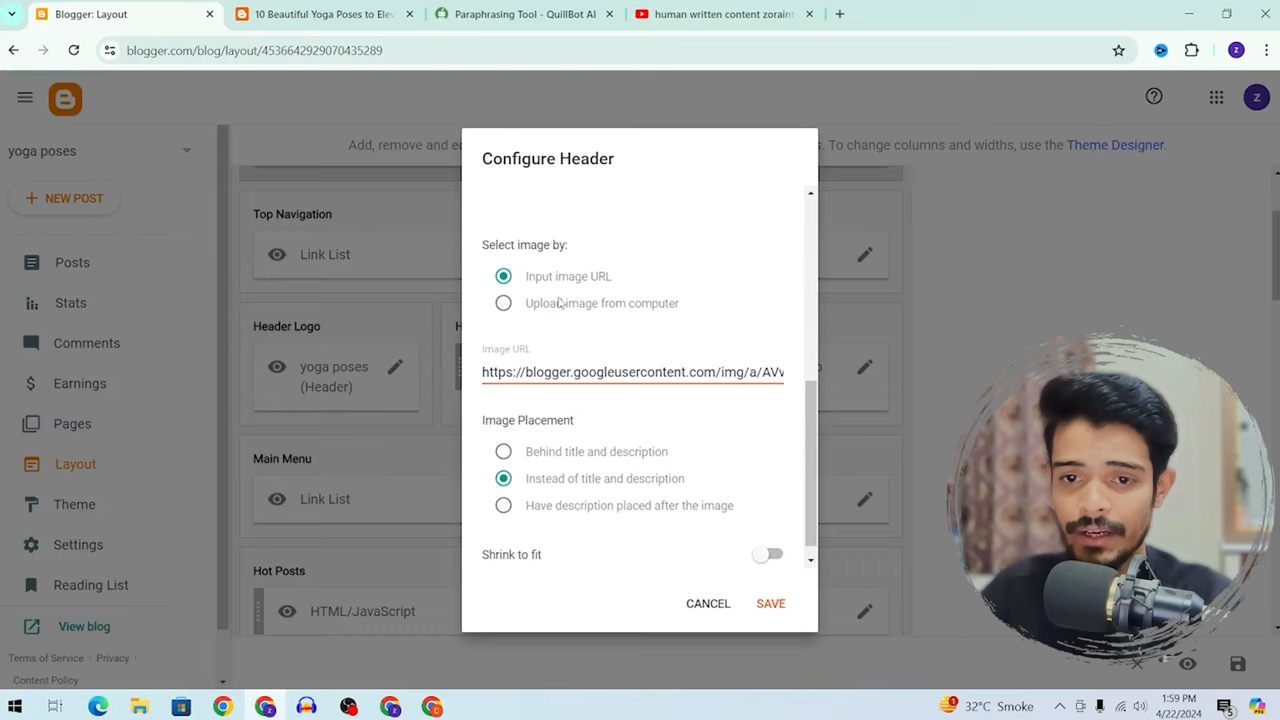 Blogger: Layout
10 Beautiful Yoga Poses to Elev
Paraphrasing Tool - QuillBot AI
human written content zoraint
blogger.com/blog/layout/4536642929070435289
z
z
yoga poses
Add, remove and e
s. To change columns and widths, use the Theme Designer.
NEW POST
Posts
Stats
Comments
Earnings
Pages
Layout
Theme
Settings
Reading List
View blog
Terms of Service · Privacy ·
Content Policy
Top Navigation
Link List
Header Logo
yoga poses
(Header)
H
Main Menu
Link List
Hot Posts
HTML/JavaScript
Configure Header
Select image by:
Input image URL
Upload image from computer
Image URL
https://blogger.googleusercontent.com/img/a/AVv
Image Placement
Behind title and description
Instead of title and description
Have description placed after the image
Shrink to fit
CANCEL
SAVE
32°C Smoke
1:59 PM
4/22/2024
5